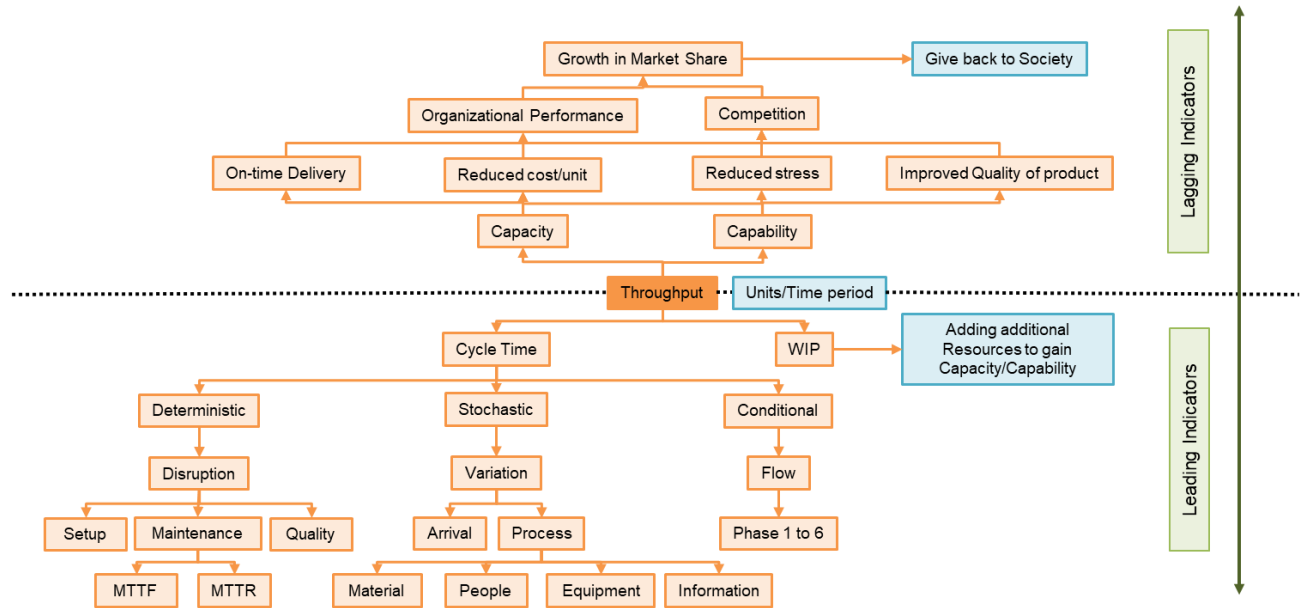 Growth in Market Share
Give back to Society
Organizational Performance
Competition
On-time Delivery
Reduced cost/unit
Reduced stress
Improved Quality of product
Capacity
Capability
Lagging Indicators
Throughput
Units/Time period
Cycle Time
WIP
Adding additional
Resources to gain
Capacity/Capability
Deterministic
Stochastic
Conditional
Disruption
Variation
Flow
Setup
Maintenance
Quality
Arrival
Process
Phase 1 to 6
MTTF
MTTR
Material
People
Equipment
Information
Leading Indicators